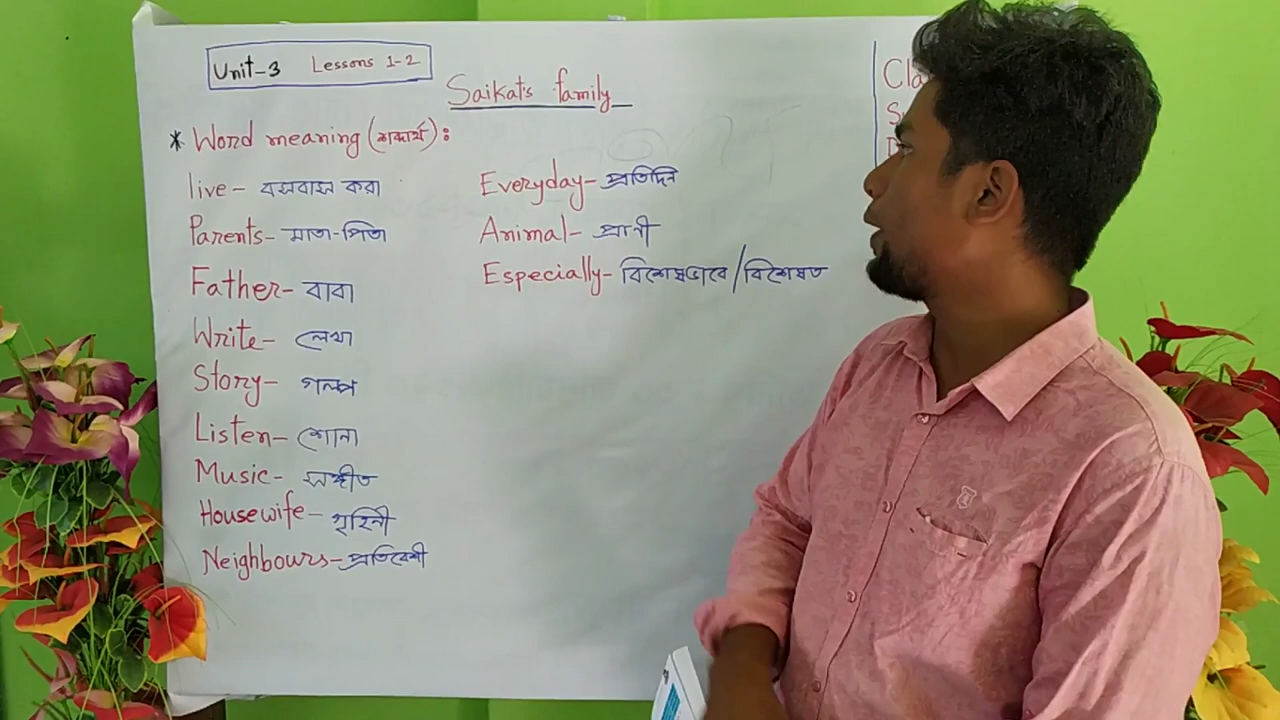 Unit-3 Lessons 1-2
Saikat's family
* Word meaning (শব্দার্থ):
live- বসবাস করা
Parents- মাতা-পিতা
Father- বাবা
Write- লেখা
Story- গল্প
Listen- শোনা
Music- সঙ্গীত
Housewife- গৃহিনী
Neighbours- প্রতিবেশী
Everyday- প্রতিদিন
Animal- প্রাণী
Especially- বিশেষভাবে/বিশেষত
Cla
S